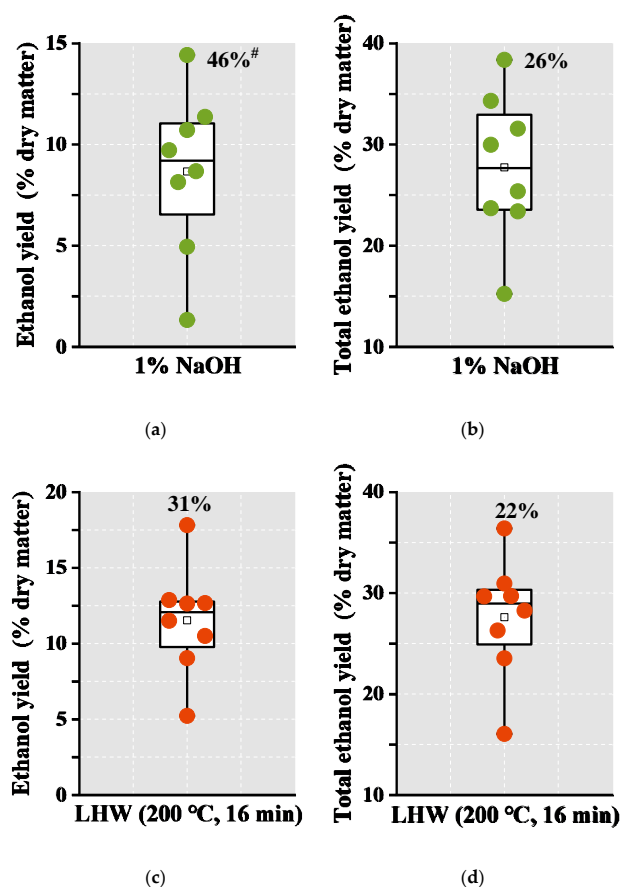 15
10
5
0
Ethanol yield (% dry matter)
46%#
1% NaOH
(a)
40
30
20
10
Total ethanol yield (% dry matter)
26%
1% NaOH
(b)
20
15
10
5
0
Ethanol yield (% dry matter)
31%
LHW (200 °C, 16 min)
(c)
40
30
20
10
Total ethanol yield (% dry matter)
22%
LHW (200 °C, 16 min)
(d)